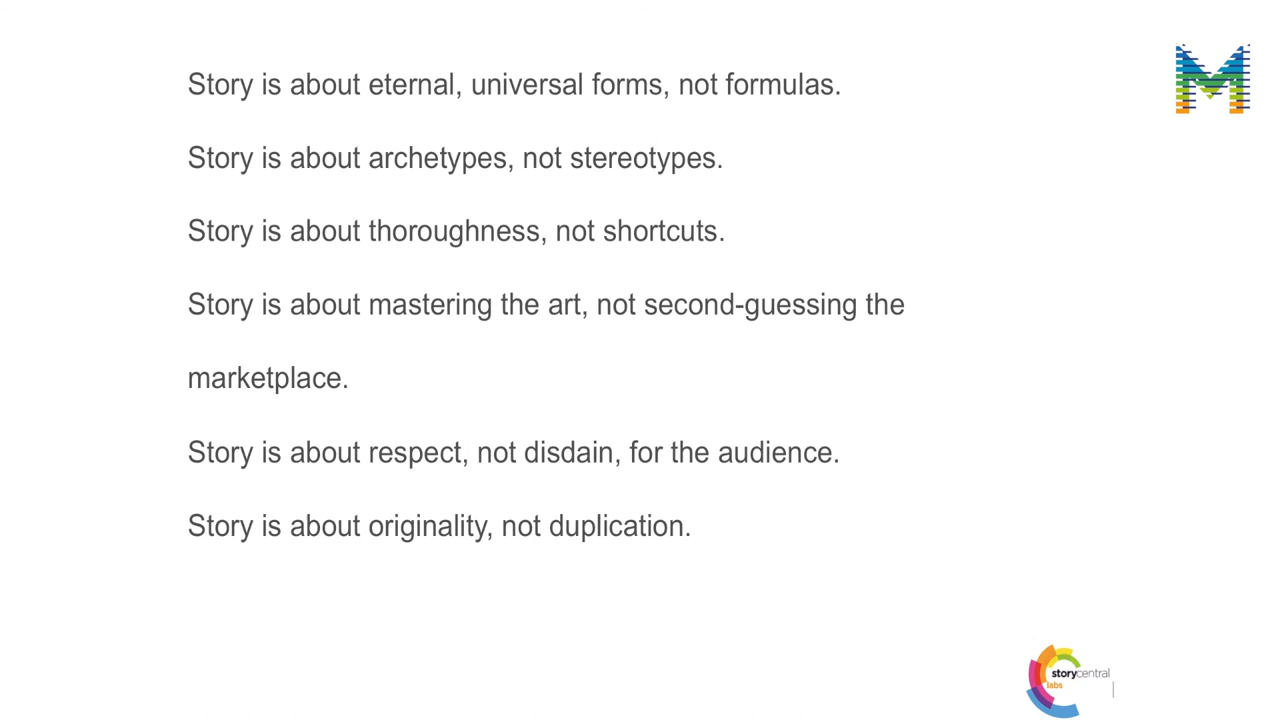 Story is about eternal, universal forms, not formulas.
Story is about archetypes, not stereotypes.
Story is about thoroughness, not shortcuts.
Story is about mastering the art, not second-guessing the
marketplace.
Story is about respect, not disdain, for the audience.
Story is about originality, not duplication.
M
storycentral
labs